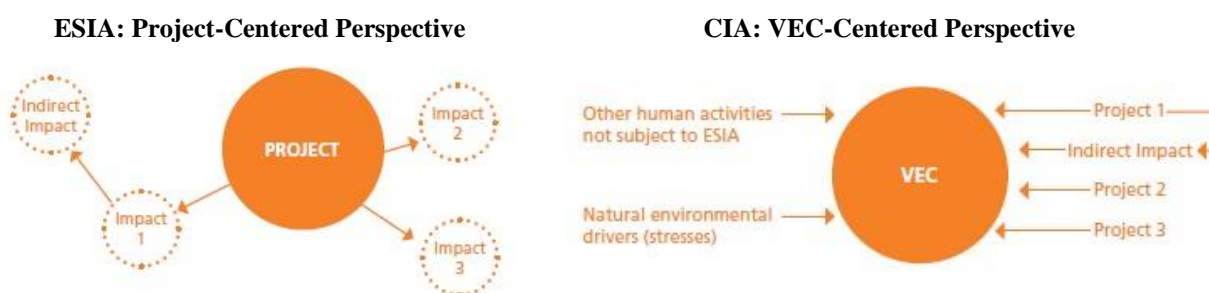 ESIA: Project-Centered Perspective
Indirect
Impact
PROJECT
Impact
2
Impact
1
Impact
3
CIA: VEC-Centered Perspective
Other human activities
not subject to ESIA
Natural environmental
drivers (stresses)
VEC
Project 1
Indirect Impact
Project 2
Project 3